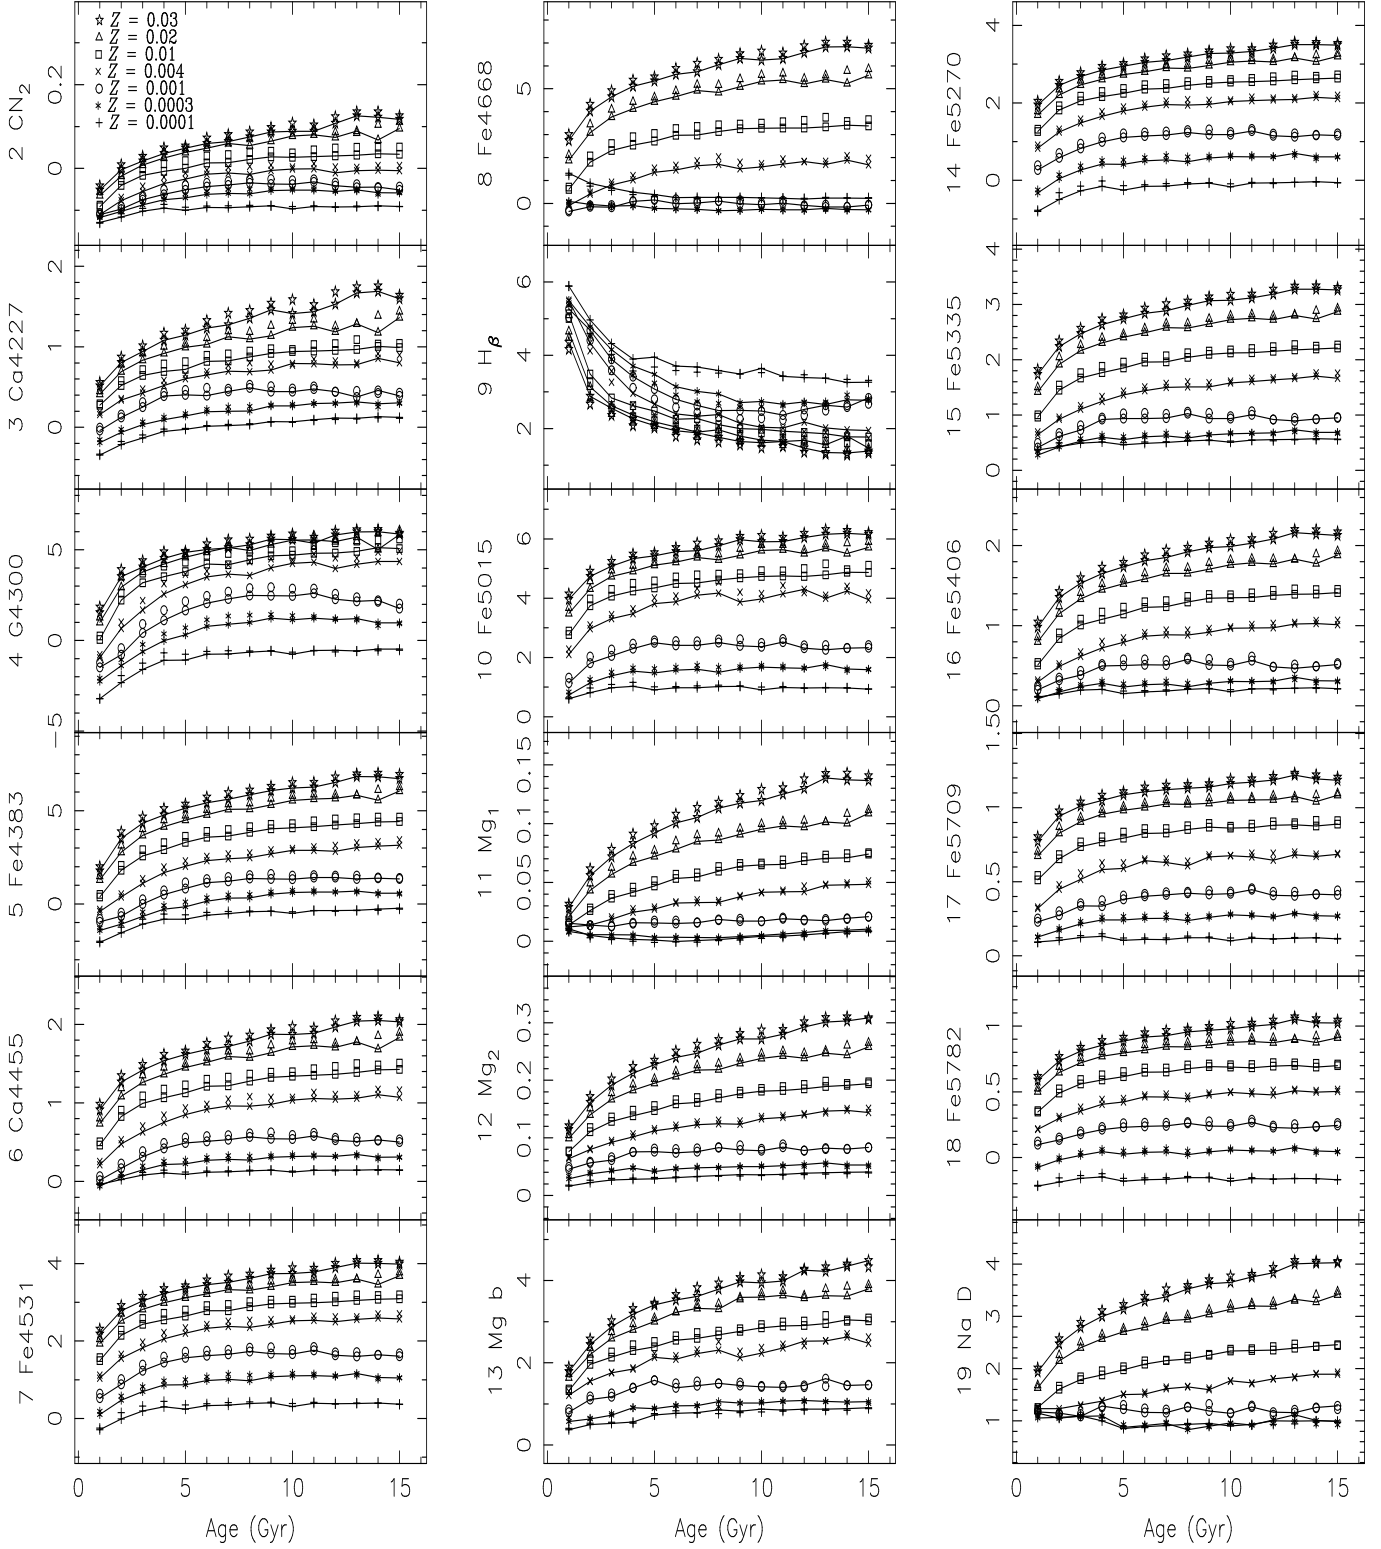 Z = 0.03
Z = 0.02
Z = 0.01
Z = 0.004
Z = 0.001
Z = 0.0003
Z = 0.0001
2 CN2
0 0.2
3 Ca4227
0 1 2
4 G4300
−5 0 5
5 Fe4383
0 5
6 Ca4455
0 1 2
7 Fe4531
0 2 4
0 5 10 15
Age (Gyr)
8 Fe4668
0 5
9 Hβ
2 4 6
10 Fe5015
0 2 4 6
11 Mg1
0 0.05 0.1 0.15
12 Mg2
0 0.1 0.2 0.3
13 Mg b
0 2 4
0 5 10 15
Age (Gyr)
14 Fe5270
0 2 4
15 Fe5335
0 1 2 3 4
16 Fe5406
0 1 2
17 Fe5709
0 0.5 1 1.5
18 Fe5782
0 0.5 1
19 Na D
1 2 3 4
0 5 10 15
Age (Gyr)